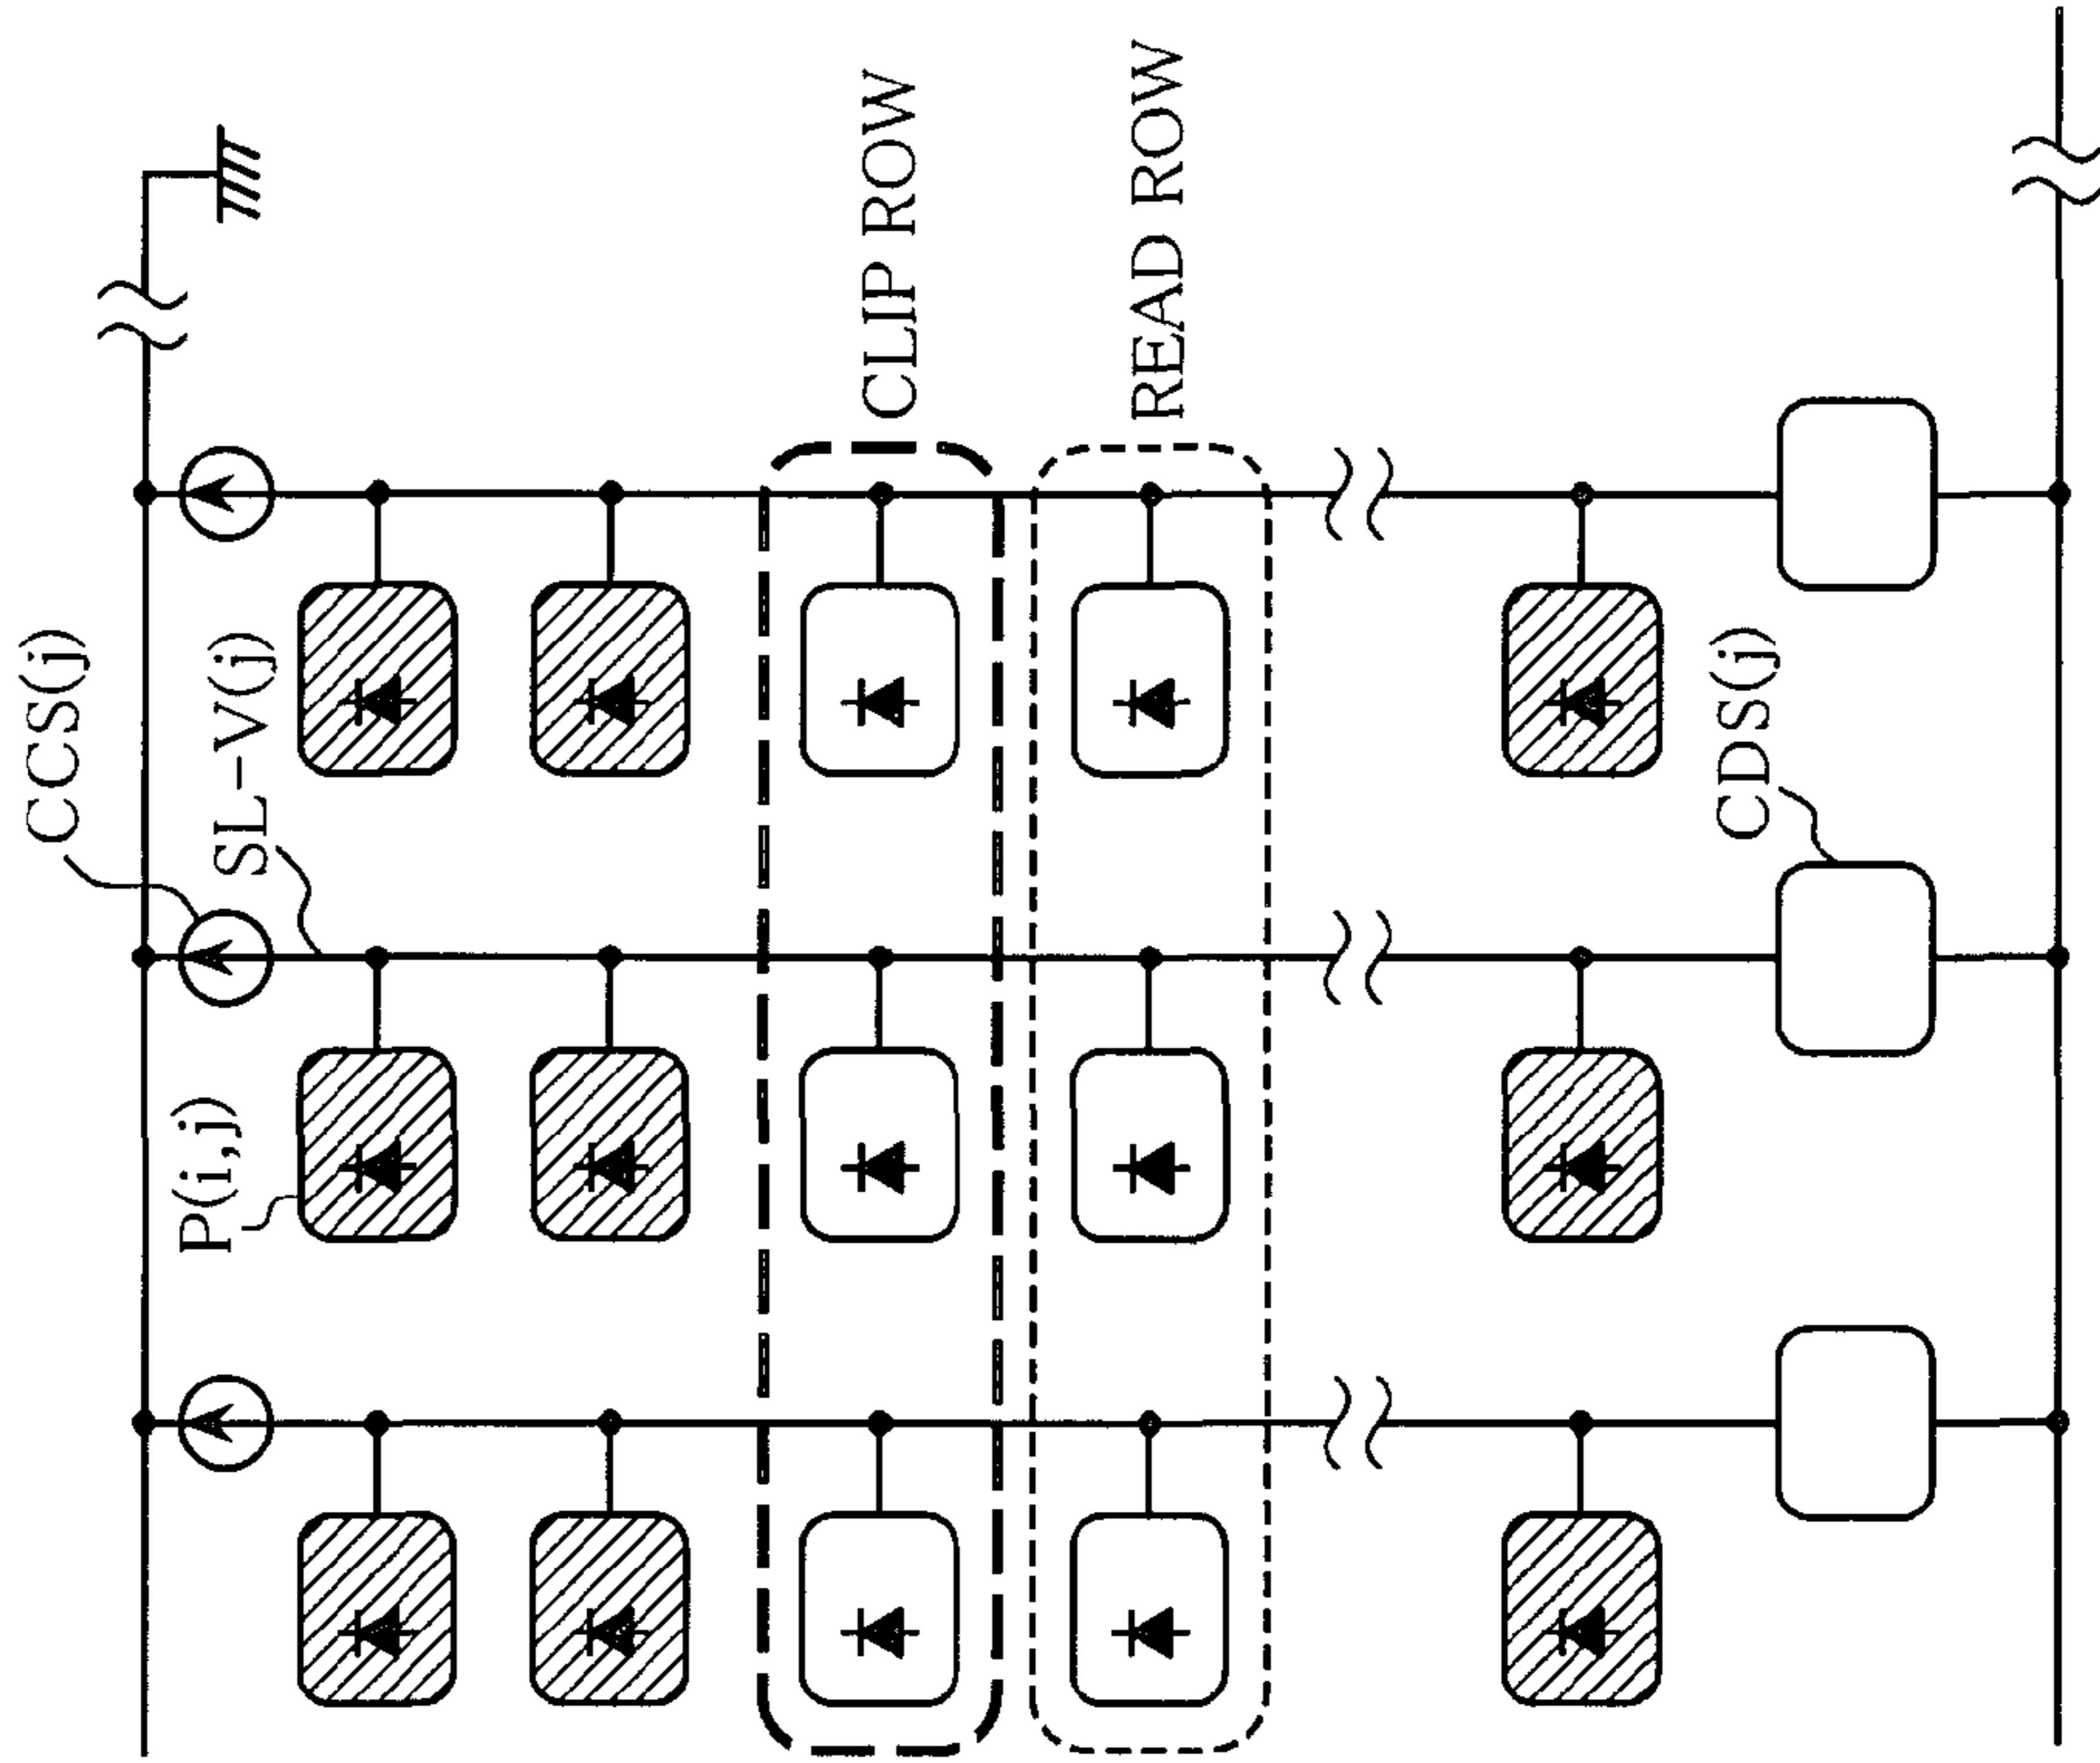 CCS(j)
SL-V(j)
P(i,j)
CLIP ROW
READ ROW
CDS(j)